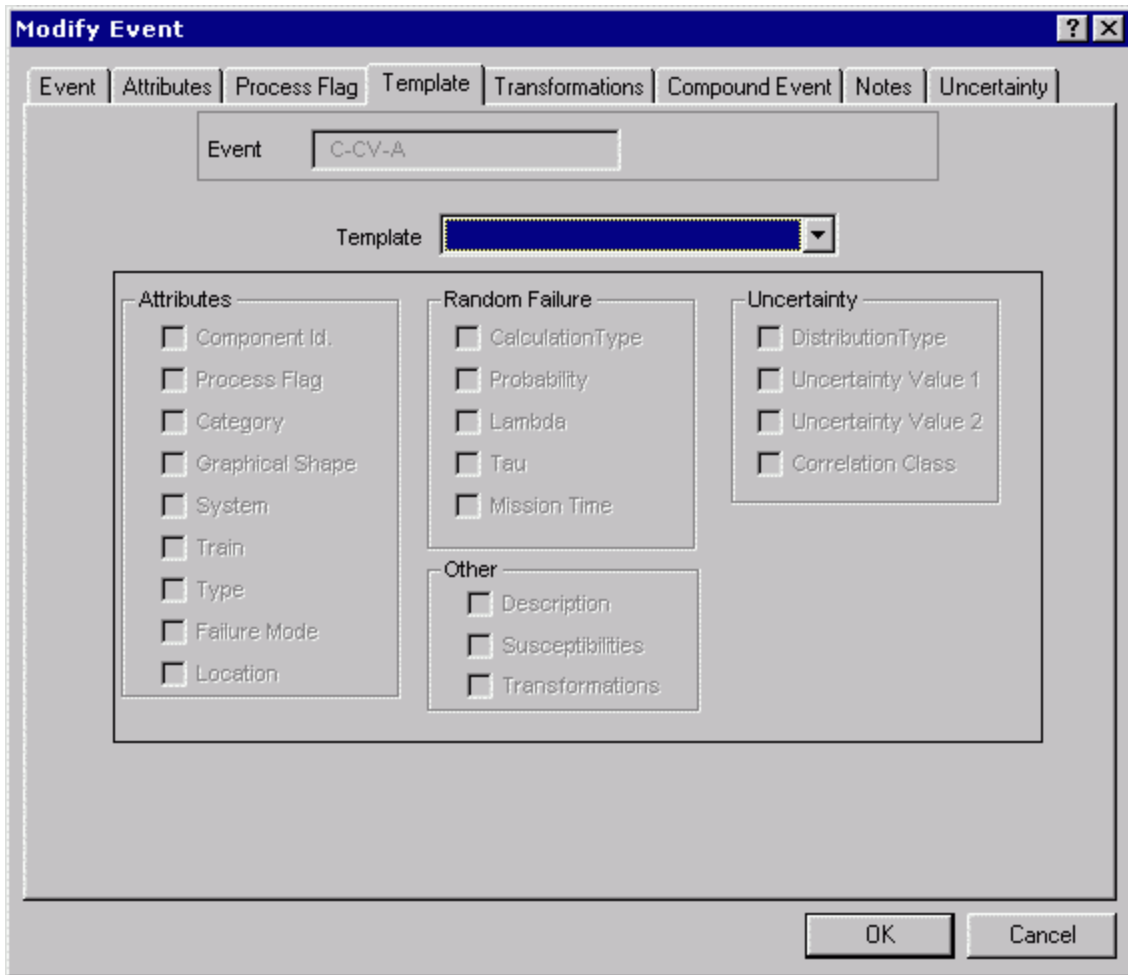 Modify Event
Event Attributes Process Flag Template Transformations Compound Event Notes Uncertainty
Event C-CV-A
Template
Attributes
Component Id.
Process Flag
Category
Graphical Shape
System
Train
Type
Failure Mode
Location
Random Failure
CalculationType
Probability
Lambda
Tau
Mission Time
Other
Description
Susceptibilities
Transformations
Uncertainty
DistributionType
Uncertainty Value 1
Uncertainty Value 2
Correlation Class
OK Cancel